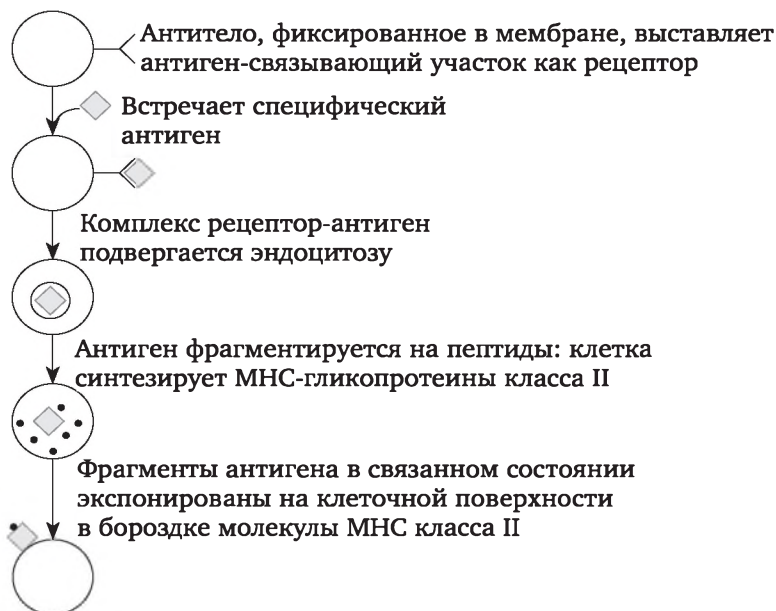 Антитело, фиксированное в мембране, выставляет
антиген-связывающий участок как рецептор
Встречает специфический
антиген
Комплекс рецептор-антиген
подвергается эндоцитозу
Антиген фрагментируется на пептиды: клетка
синтезирует МНС-гликопротеины класса II
Фрагменты антигена в связанном состоянии
экспонированы на клеточной поверхности
в бороздке молекулы МНС класса II